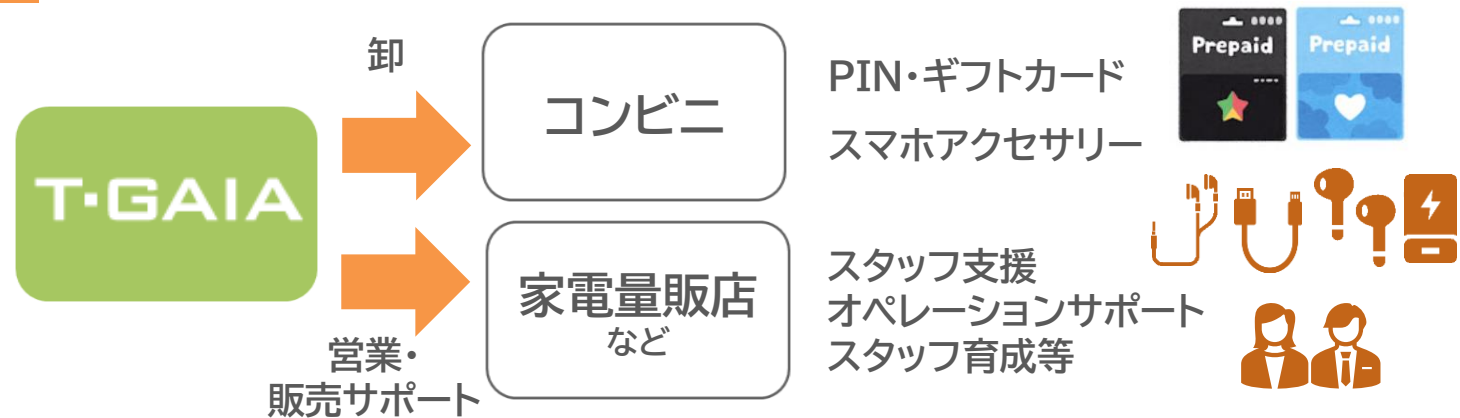 卸
T-GAIA
コンビニ
PIN・ギフトカード
スマホアクセサリー
Prepaid
Prepaid
営業・
販売サポート
家電量販店
など
スタッフ支援
オペレーションサポート
スタッフ育成等